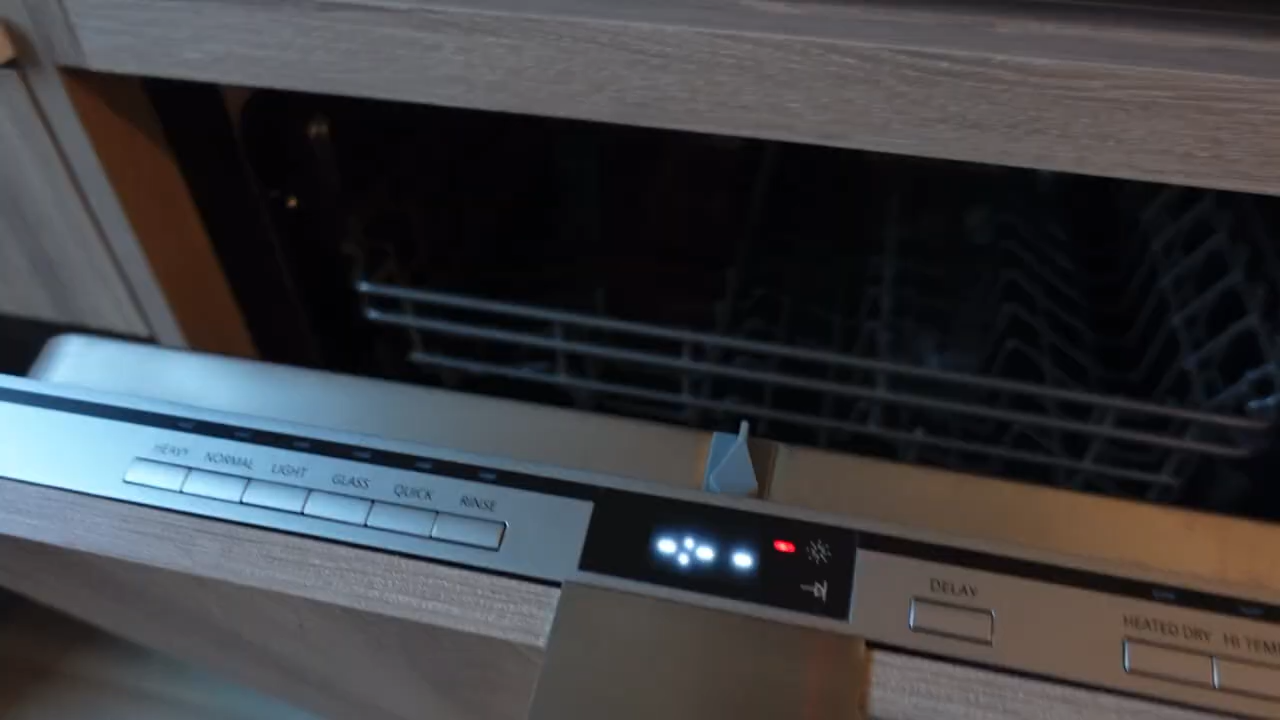 HEAVY
NORMAL
LIGHT
GLASS
QUICK
RINSE
DELAY
HEATED DRY
HI TEMP